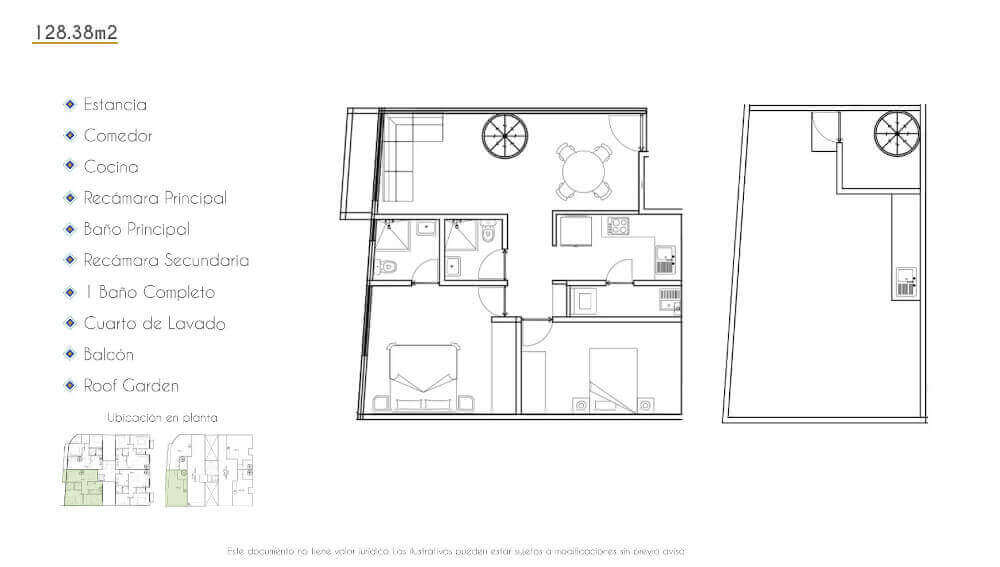 128.38m2
Estancia
Comedor
Cocina
Recámara Principal
Baño Principal
Recámara Secundaria
1 Baño Completo
Cuarto de Lavado
Balcón
Roof Garden
Ubicación en planta
Este documento no tiene valor jurídico Las ilustrativos pueden estar sujetos a modificaciones sin previo aviso